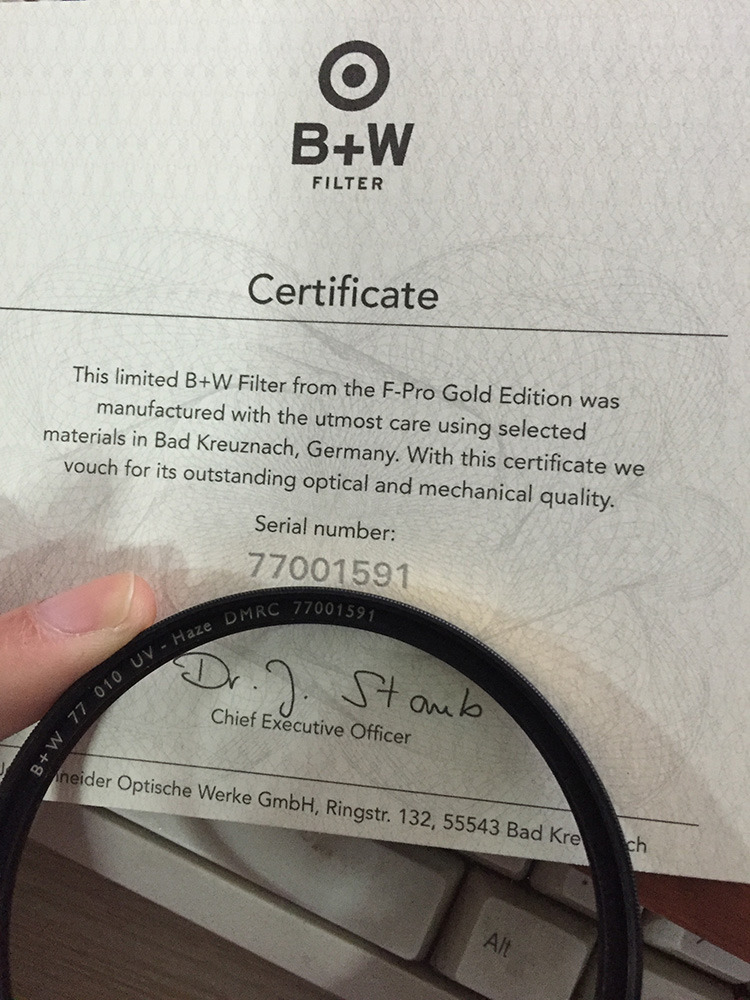 B+W
FILTER
Certificate
This limited B+W Filter from the F-Pro Gold Edition was
manufactured with the utmost care using selected
materials in Bad Kreuznach, Germany. With this certificate we
vouch for its outstanding optical and mechanical quality.
Serial number:
77001591
B+W 77 010 UV-Haze DMRC 77001591
Dr. J. Staub
Chief Executive Officer
Optische Werke GmbH, Ringstr. 132, 55543 Bad
Alt